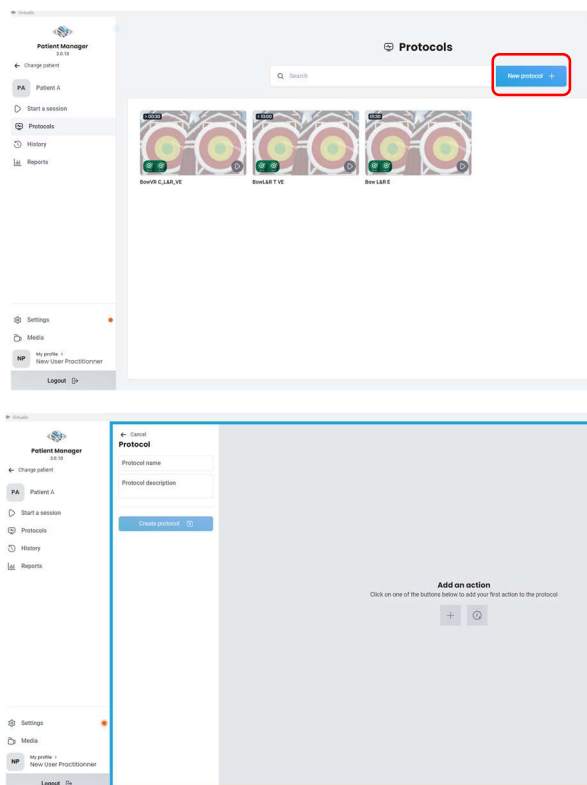 Virtualis
Patient Manager
3.0.10
Change patient
PA Patient A
Start a session
Protocols
History
Reports
Settings
Media
NP
My profile
New User Practitionner
Logout
Protocols
Search
New protocol +
> 00:30
> 10:00
01:30
BowVR C_L&R_VE
BowL&R T VE
Bow L&R E
Virtualis
Patient Manager
3.0.10
Change patient
PA Patient A
Start a session
Protocols
History
Reports
Settings
Media
NP
My profile
New User Practitionner
Logout
Cancel
Protocol
Protocol name
Protocol description
Create protocol
Add an action
Click on one of the buttons below to add your first action to the protocol